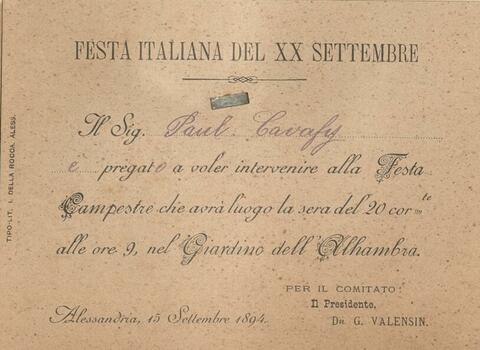 FESTA ITALIANA DEL XX SETTEMBRE
Il Sig. Paul. Cavafy
è pregato a voler intervenire alla Festa
Campestre che avrà luogo la sera del 20 cor te
alle ore 9, nel Giardino dell'Alhambra.
PER IL COMITATO:
Il Presidente,
Dr. G. VALENSIN.
Alessandria, 15 Settembre 1894.
TIPO-LIT. I. DELLA ROCCA, ALESS.